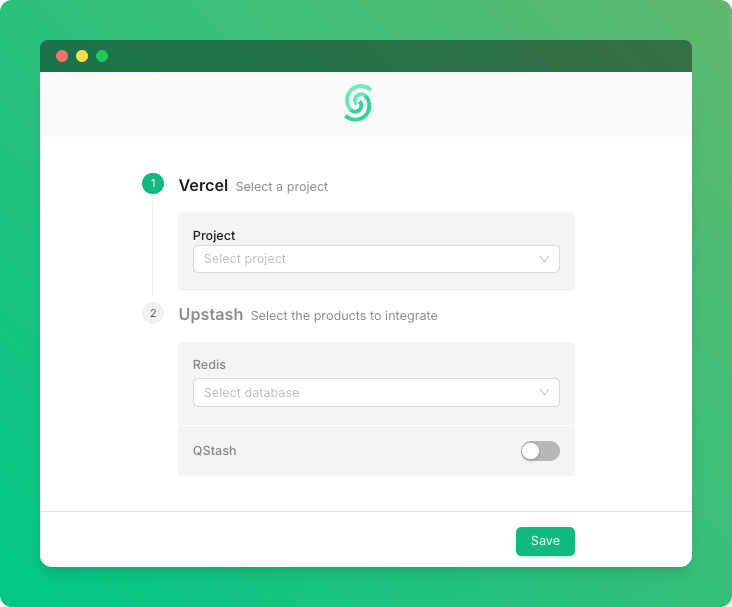 1 Vercel Select a project
Project
Select project
2 Upstash Select the products to integrate
Redis
Select database
QStash
Save